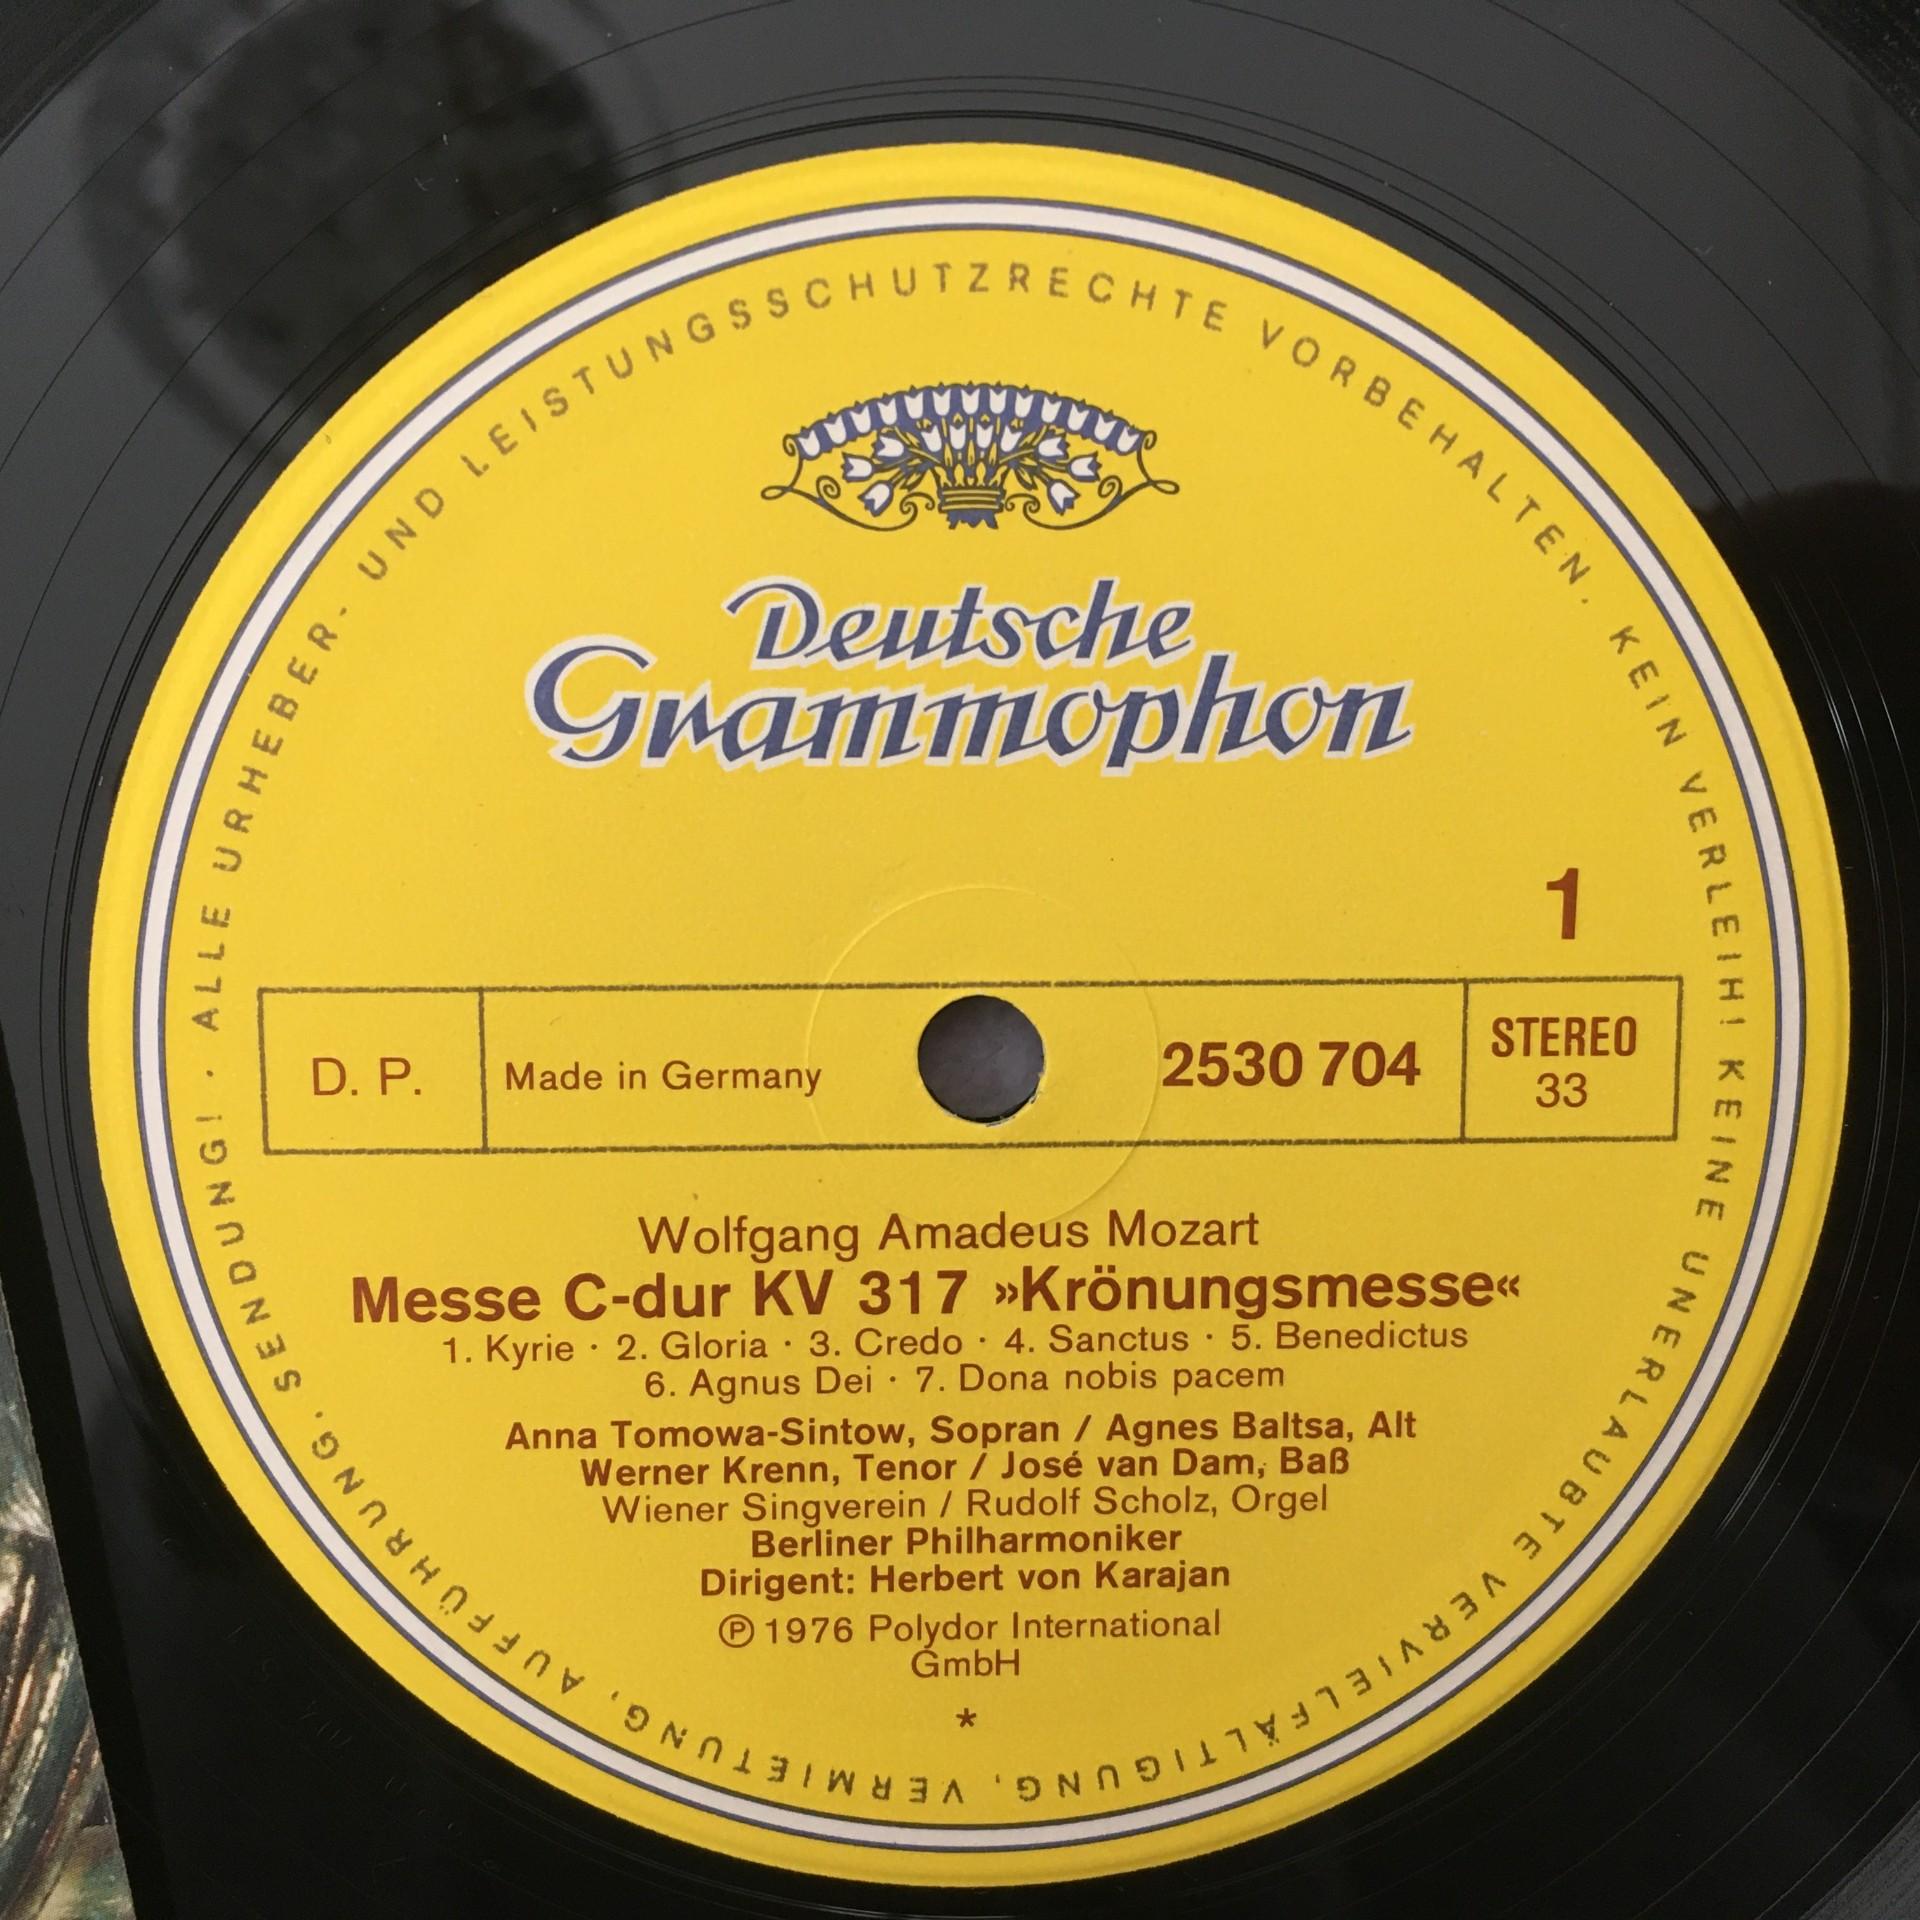 ALLE URHEBER- UND LEISTUNGSSCHUTZRECHTE VORBEHALTEN. KEIN VERLEIH! KEINE UNERLAUBTE VERVIELFÄLTIGUNG, VERMIETUNG, AUFFÜHRUNG, SENDUNG! ·
Deutsche
Grammophon
1
D. P.
Made in Germany
2530 704
STEREO
33
Wolfgang Amadeus Mozart
Messe C-dur KV 317 »Krönungsmesse«
1. Kyrie · 2. Gloria · 3. Credo · 4. Sanctus · 5. Benedictus
6. Agnus Dei · 7. Dona nobis pacem
Anna Tomowa-Sintow, Sopran / Agnes Baltsa, Alt
Werner Krenn, Tenor / José van Dam, Baß
Wiener Singverein / Rudolf Scholz, Orgel
Berliner Philharmoniker
Dirigent: Herbert von Karajan
℗ 1976 Polydor International
GmbH
*